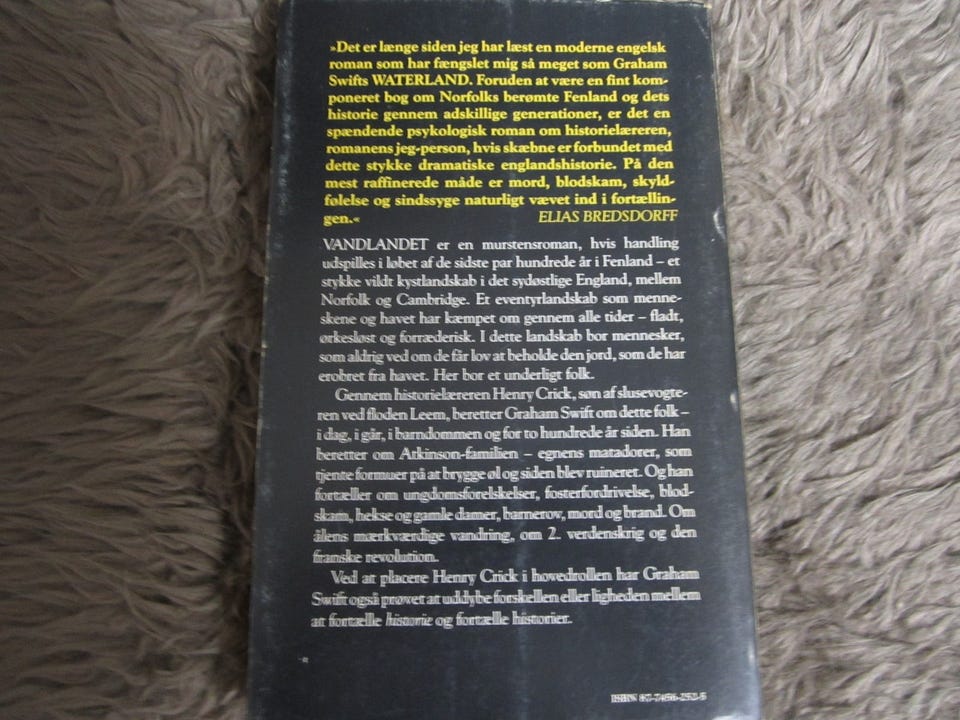 »Det er længe siden jeg har læst en moderne engelsk
roman som har fængslet mig så meget som Graham
Swifts WATERLAND. Foruden at være en fint kom-
poneret bog om Norfolks berømte Fenland og dets
historie gennem adskillige generationer, er det en
spændende psykologisk roman om historielæreren,
romanens jeg-person, hvis skæbne er forbundet med
dette stykke dramatiske englandshistorie. På den
mest raffinerede måde er mord, blodskam, skyld-
følelse og sindssyge naturligt vævet ind i fortællin-
gen.« ELIAS BREDSDORFF
VANDLANDET er en murstensroman, hvis handling
udspilles i løbet af de sidste par hundrede år i Fenland – et
stykke vildt kystlandskab i det sydøstlige England, mellem
Norfolk og Cambridge. Et eventyrlandskab som menne-
skene og havet har kæmpet om gennem alle tider – fladt,
ørkesløst og forræderisk. I dette landskab bor mennesker,
som aldrig ved om de får lov at beholde den jord, som de har
erobret fra havet. Her bor et underligt folk.
Gennem historielæreren Henry Crick, søn af slusevogte-
ren ved floden Leem, beretter Graham Swift om dette folk –
i dag, i går, i barndommen og for to hundrede år siden. Han
beretter om Atkinson-familien – egnens matadorer, som
tjente formuer på at brygge øl og siden blev ruineret. Og han
fortæller om ungdomsforelskelser, fosterfordrivelse, blod-
skam, hekse og gamle damer, barnerov, mord og brand. Om
ålens mærkværdige vandring, om 2. verdenskrig og den
franske revolution.
Ved at placere Henry Crick i hovedrollen har Graham
Swift også prøvet at uddybe forskellen eller ligheden mellem
at fortælle historie og fortælle historier.
ISBN 87-7456-252-5